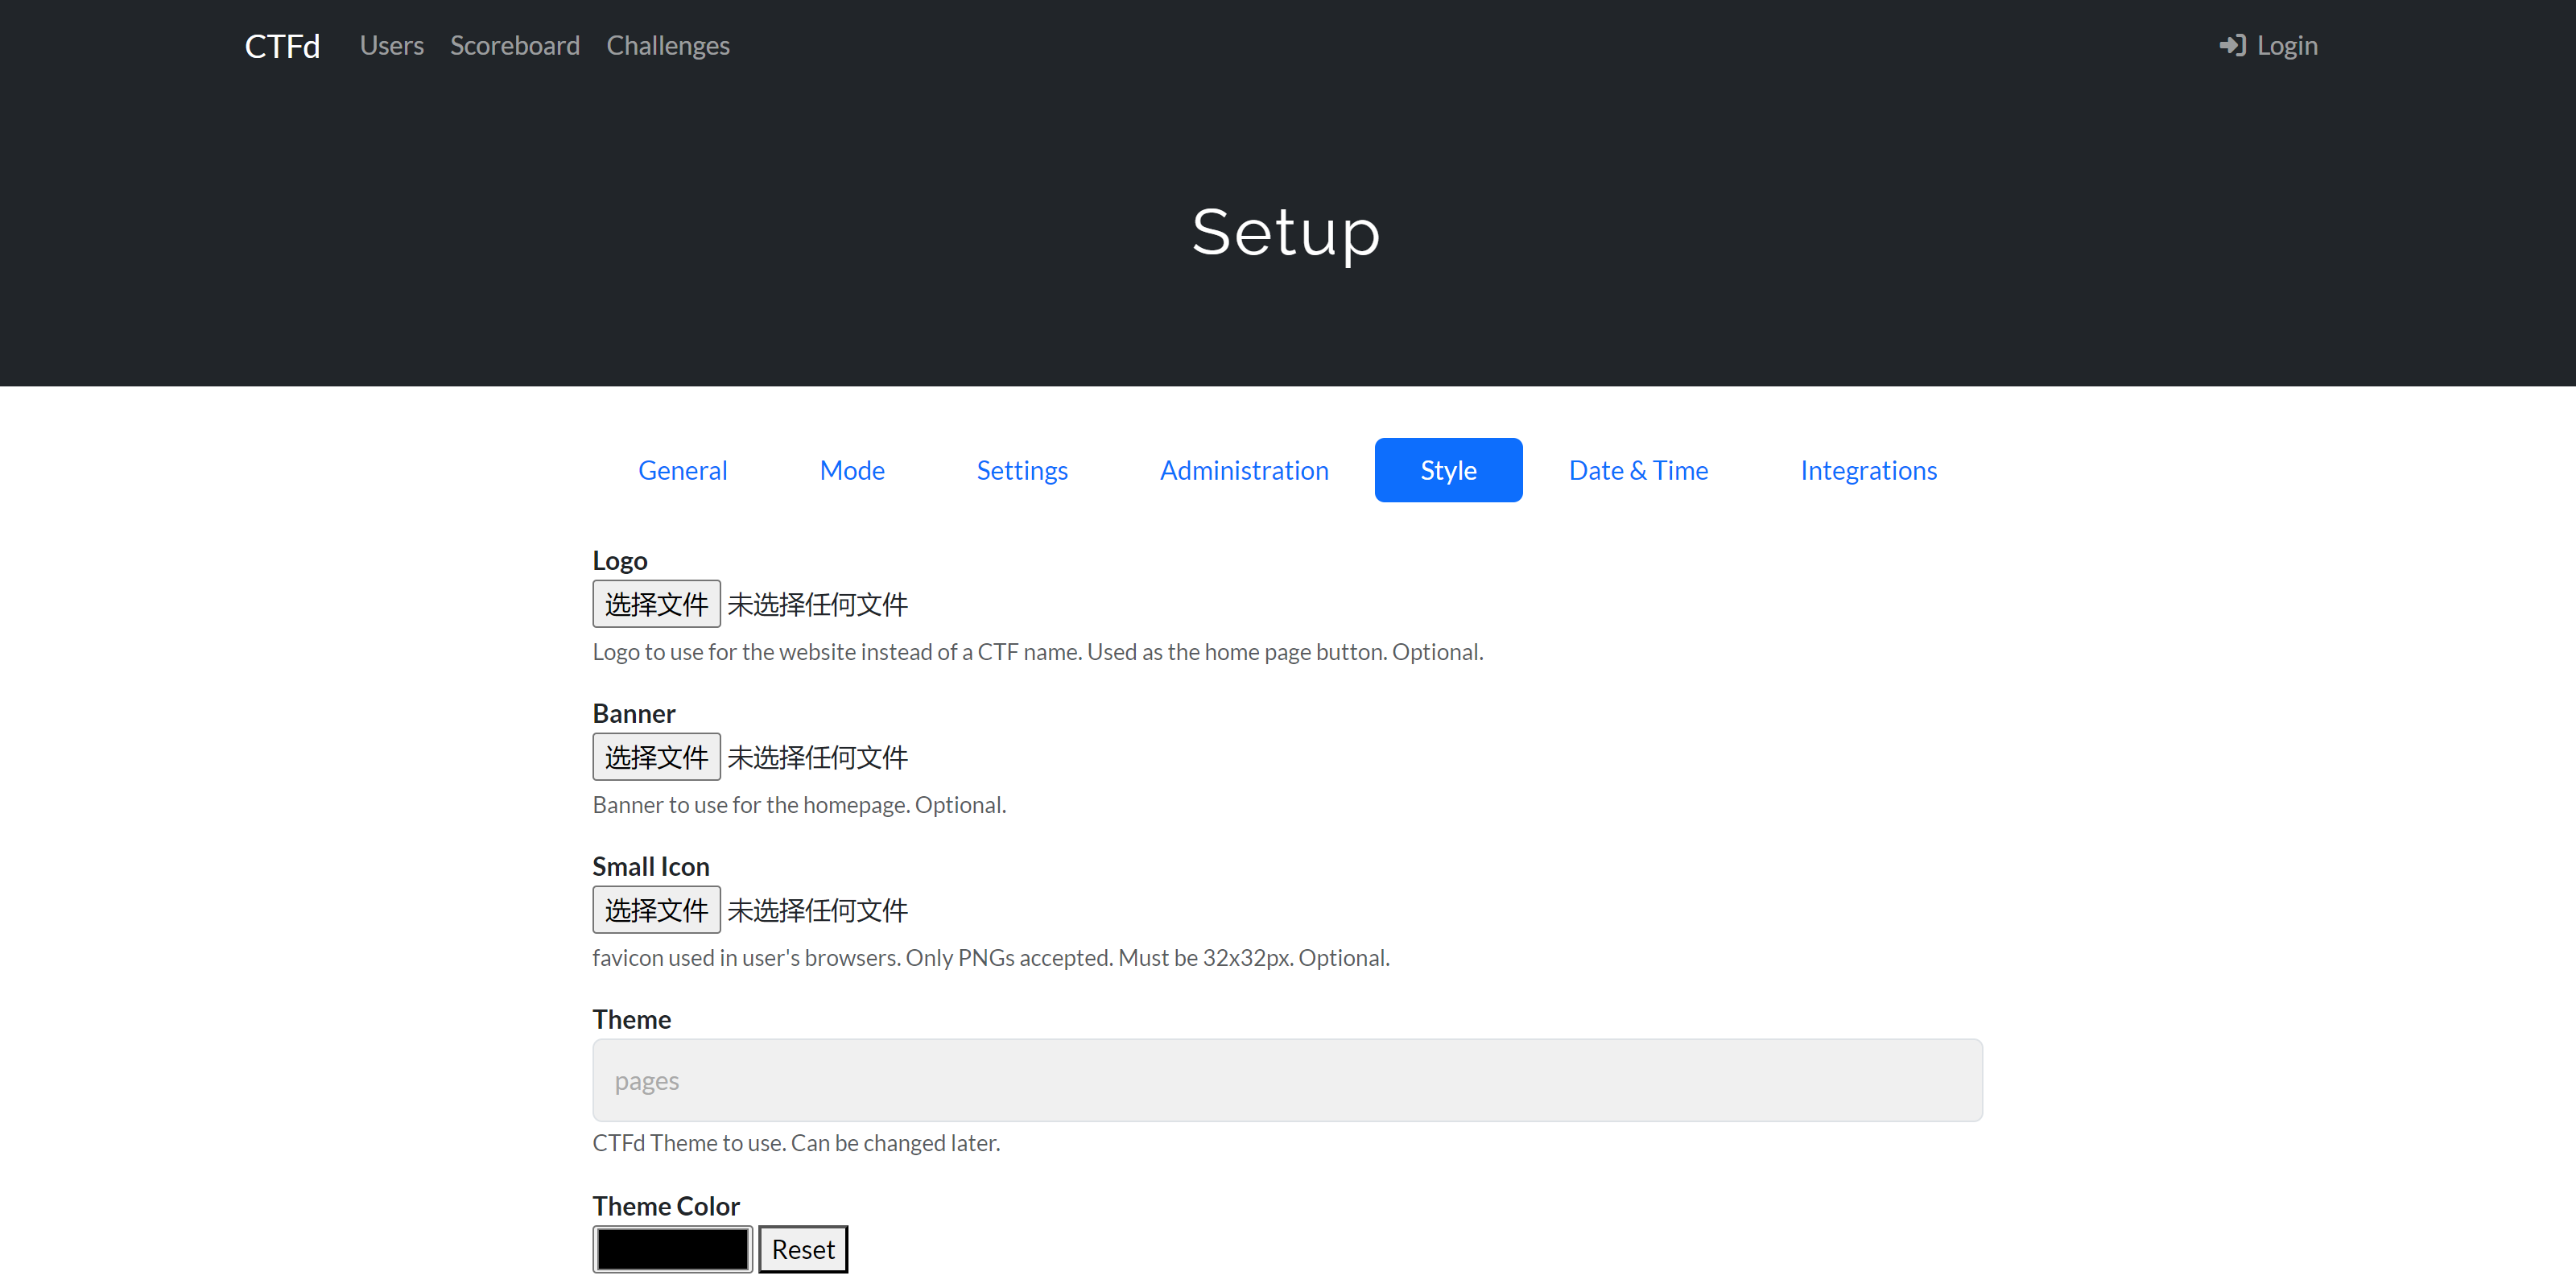 CTFd Users Scoreboard Challenges Login
Setup
General Mode Settings Administration Style Date & Time Integrations
Logo
选择文件 未选择任何文件
Logo to use for the website instead of a CTF name. Used as the home page button. Optional.
Banner
选择文件 未选择任何文件
Banner to use for the homepage. Optional.
Small Icon
选择文件 未选择任何文件
favicon used in user's browsers. Only PNGs accepted. Must be 32x32px. Optional.
Theme
pages
CTFd Theme to use. Can be changed later.
Theme Color
Reset